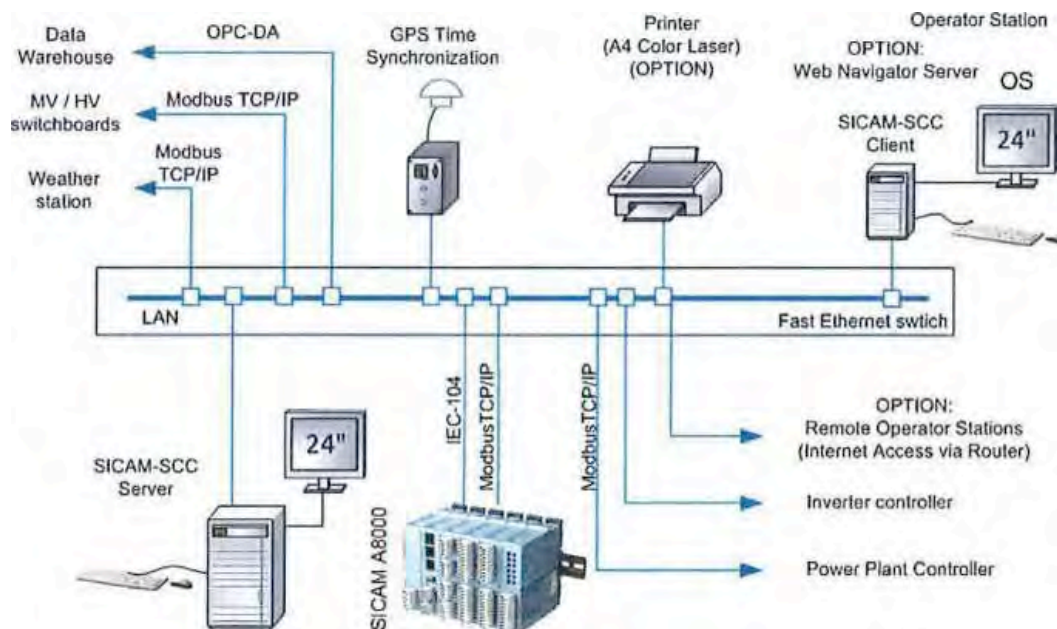 Data
Warehouse
OPC-DA
GPS Time
Synchronization
Printer
(A4 Color Laser)
(OPTION)
Operator Station
OPTION:
Web Navigator Server
OS
MV / HV
switchboards
Modbus TCP/IP
SICAM-SCC
Client
24"
Weather
station
Modbus
TCP/IP
LAN
Fast Ethernet swtich
IEC-104
ModbusTCP/IP
ModbusTCP/IP
SICAM-SCC
Server
24"
SICAM A8000
OPTION:
Remote Operator Stations
(Internet Access via Router)
Inverter controller
Power Plant Controller